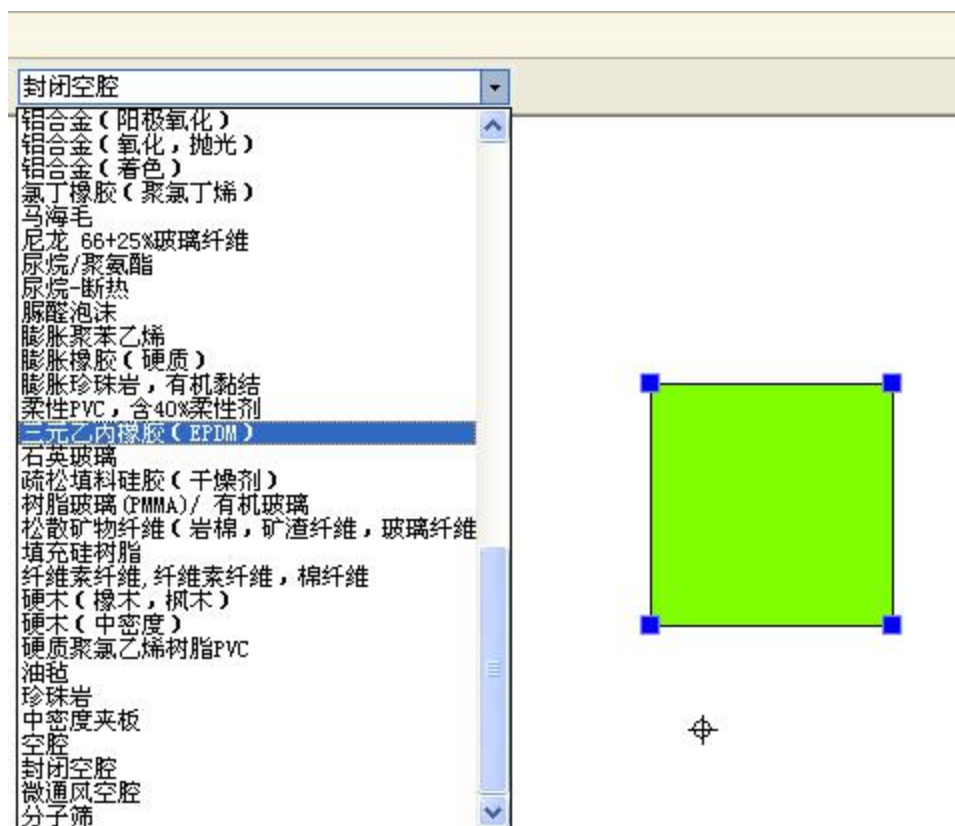 封闭空腔
铝合金(阳极氧化)
铝合金(氧化,抛光)
铝合金(着色)
氯丁橡胶(聚氯丁烯)
马海毛
尼龙 66+25%玻璃纤维
尿烷/聚氨酯
尿烷-断热
脲醛泡沫
膨胀聚苯乙烯
膨胀橡胶(硬质)
膨胀珍珠岩,有机黏结
柔性PVC,含40%柔性剂
三元乙内橡胶(EPDM)
石英玻璃
疏松填料硅胶(干燥剂)
树脂玻璃(PMMA)/ 有机玻璃
松散矿物纤维(岩棉,矿渣纤维,玻璃纤维
填充硅树脂
纤维素纤维,纤维素纤维,棉纤维
硬木(橡木,枫木)
硬木(中密度)
硬质聚氯乙烯树脂PVC
油毡
珍珠岩
中密度夹板
空腔
封闭空腔
微通风空腔
分子筛